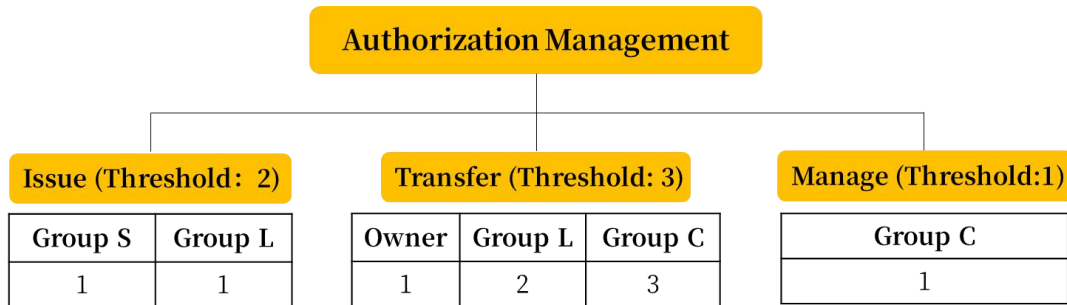 Authorization Management
Issue (Threshold: 2)
Group S Group L
1 1
Transfer (Threshold: 3)
Owner Group L Group C
1 2 3
Manage (Threshold:1)
Group C
1